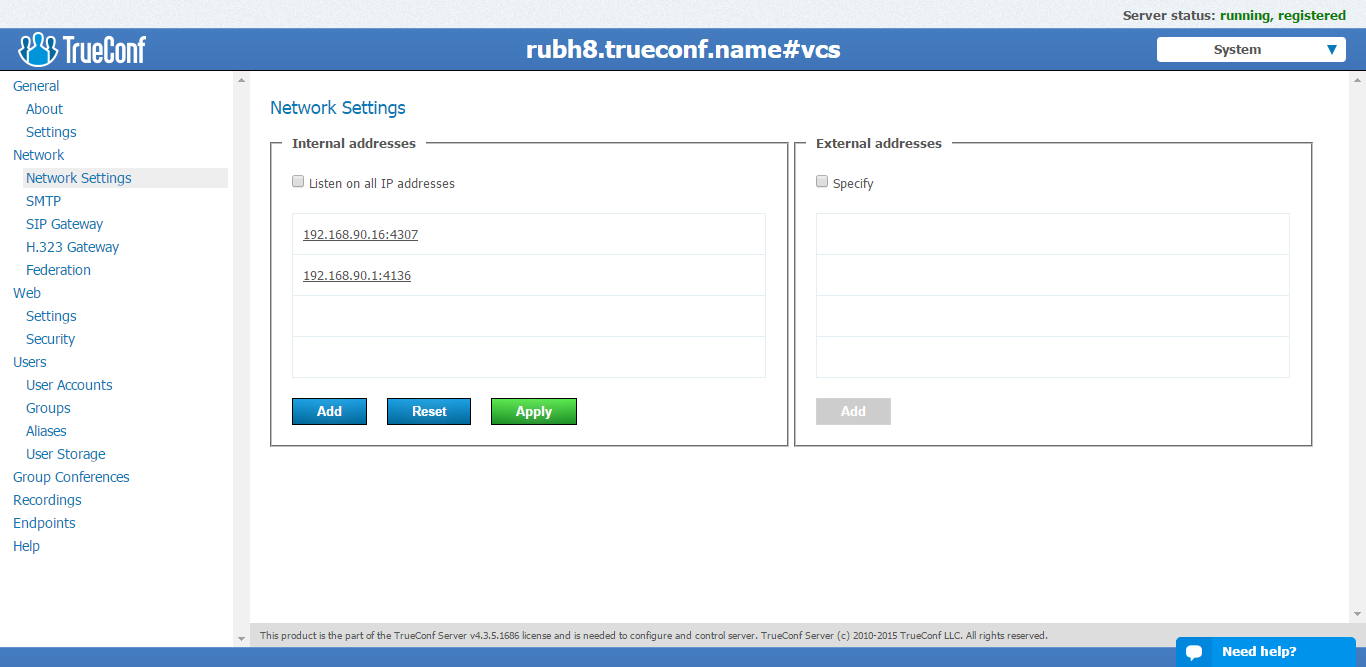 Server status: running, registered
TrueConf
rubh8.trueconf.name#vcs
System
General
About
Settings
Network
Network Settings
SMTP
SIP Gateway
H.323 Gateway
Federation
Web
Settings
Security
Users
User Accounts
Groups
Aliases
User Storage
Group Conferences
Recordings
Endpoints
Help
Network Settings
Internal addresses
Listen on all IP addresses
192.168.90.16:4307
192.168.90.1:4136
Add Reset Apply
External addresses
Specify
Add
This product is the part of the TrueConf Server v4.3.5.1686 license and is needed to configure and control server. TrueConf Server (c) 2010-2015 TrueConf LLC. All rights reserved.
Need help?